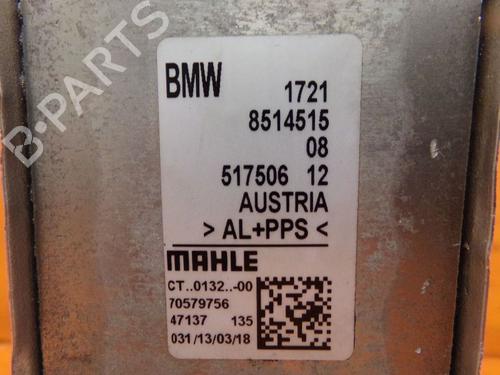 BMW 1721
8514515
08
517506 12
AUSTRIA
> AL+PPS <
MAHLE
CT..0132..-00
70579756
47137 135
031/13/03/18
B-PARTS